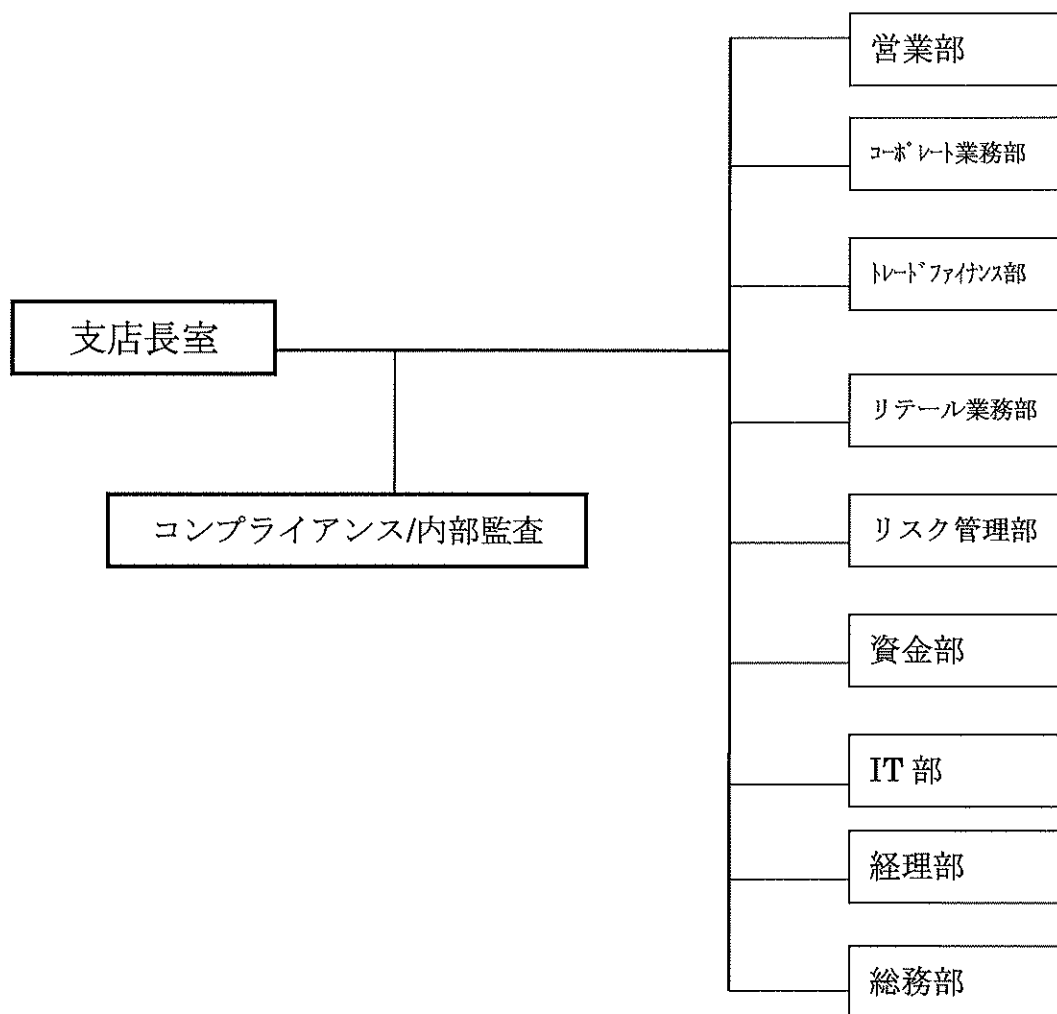 営業部
ｺｰﾎﾟﾚｰﾄ業務部
ﾄﾚｰﾄﾞﾌｧｲﾅﾝｽ部
支店長室
リテール業務部
コンプライアンス/内部監査
リスク管理部
資金部
IT 部
経理部
総務部